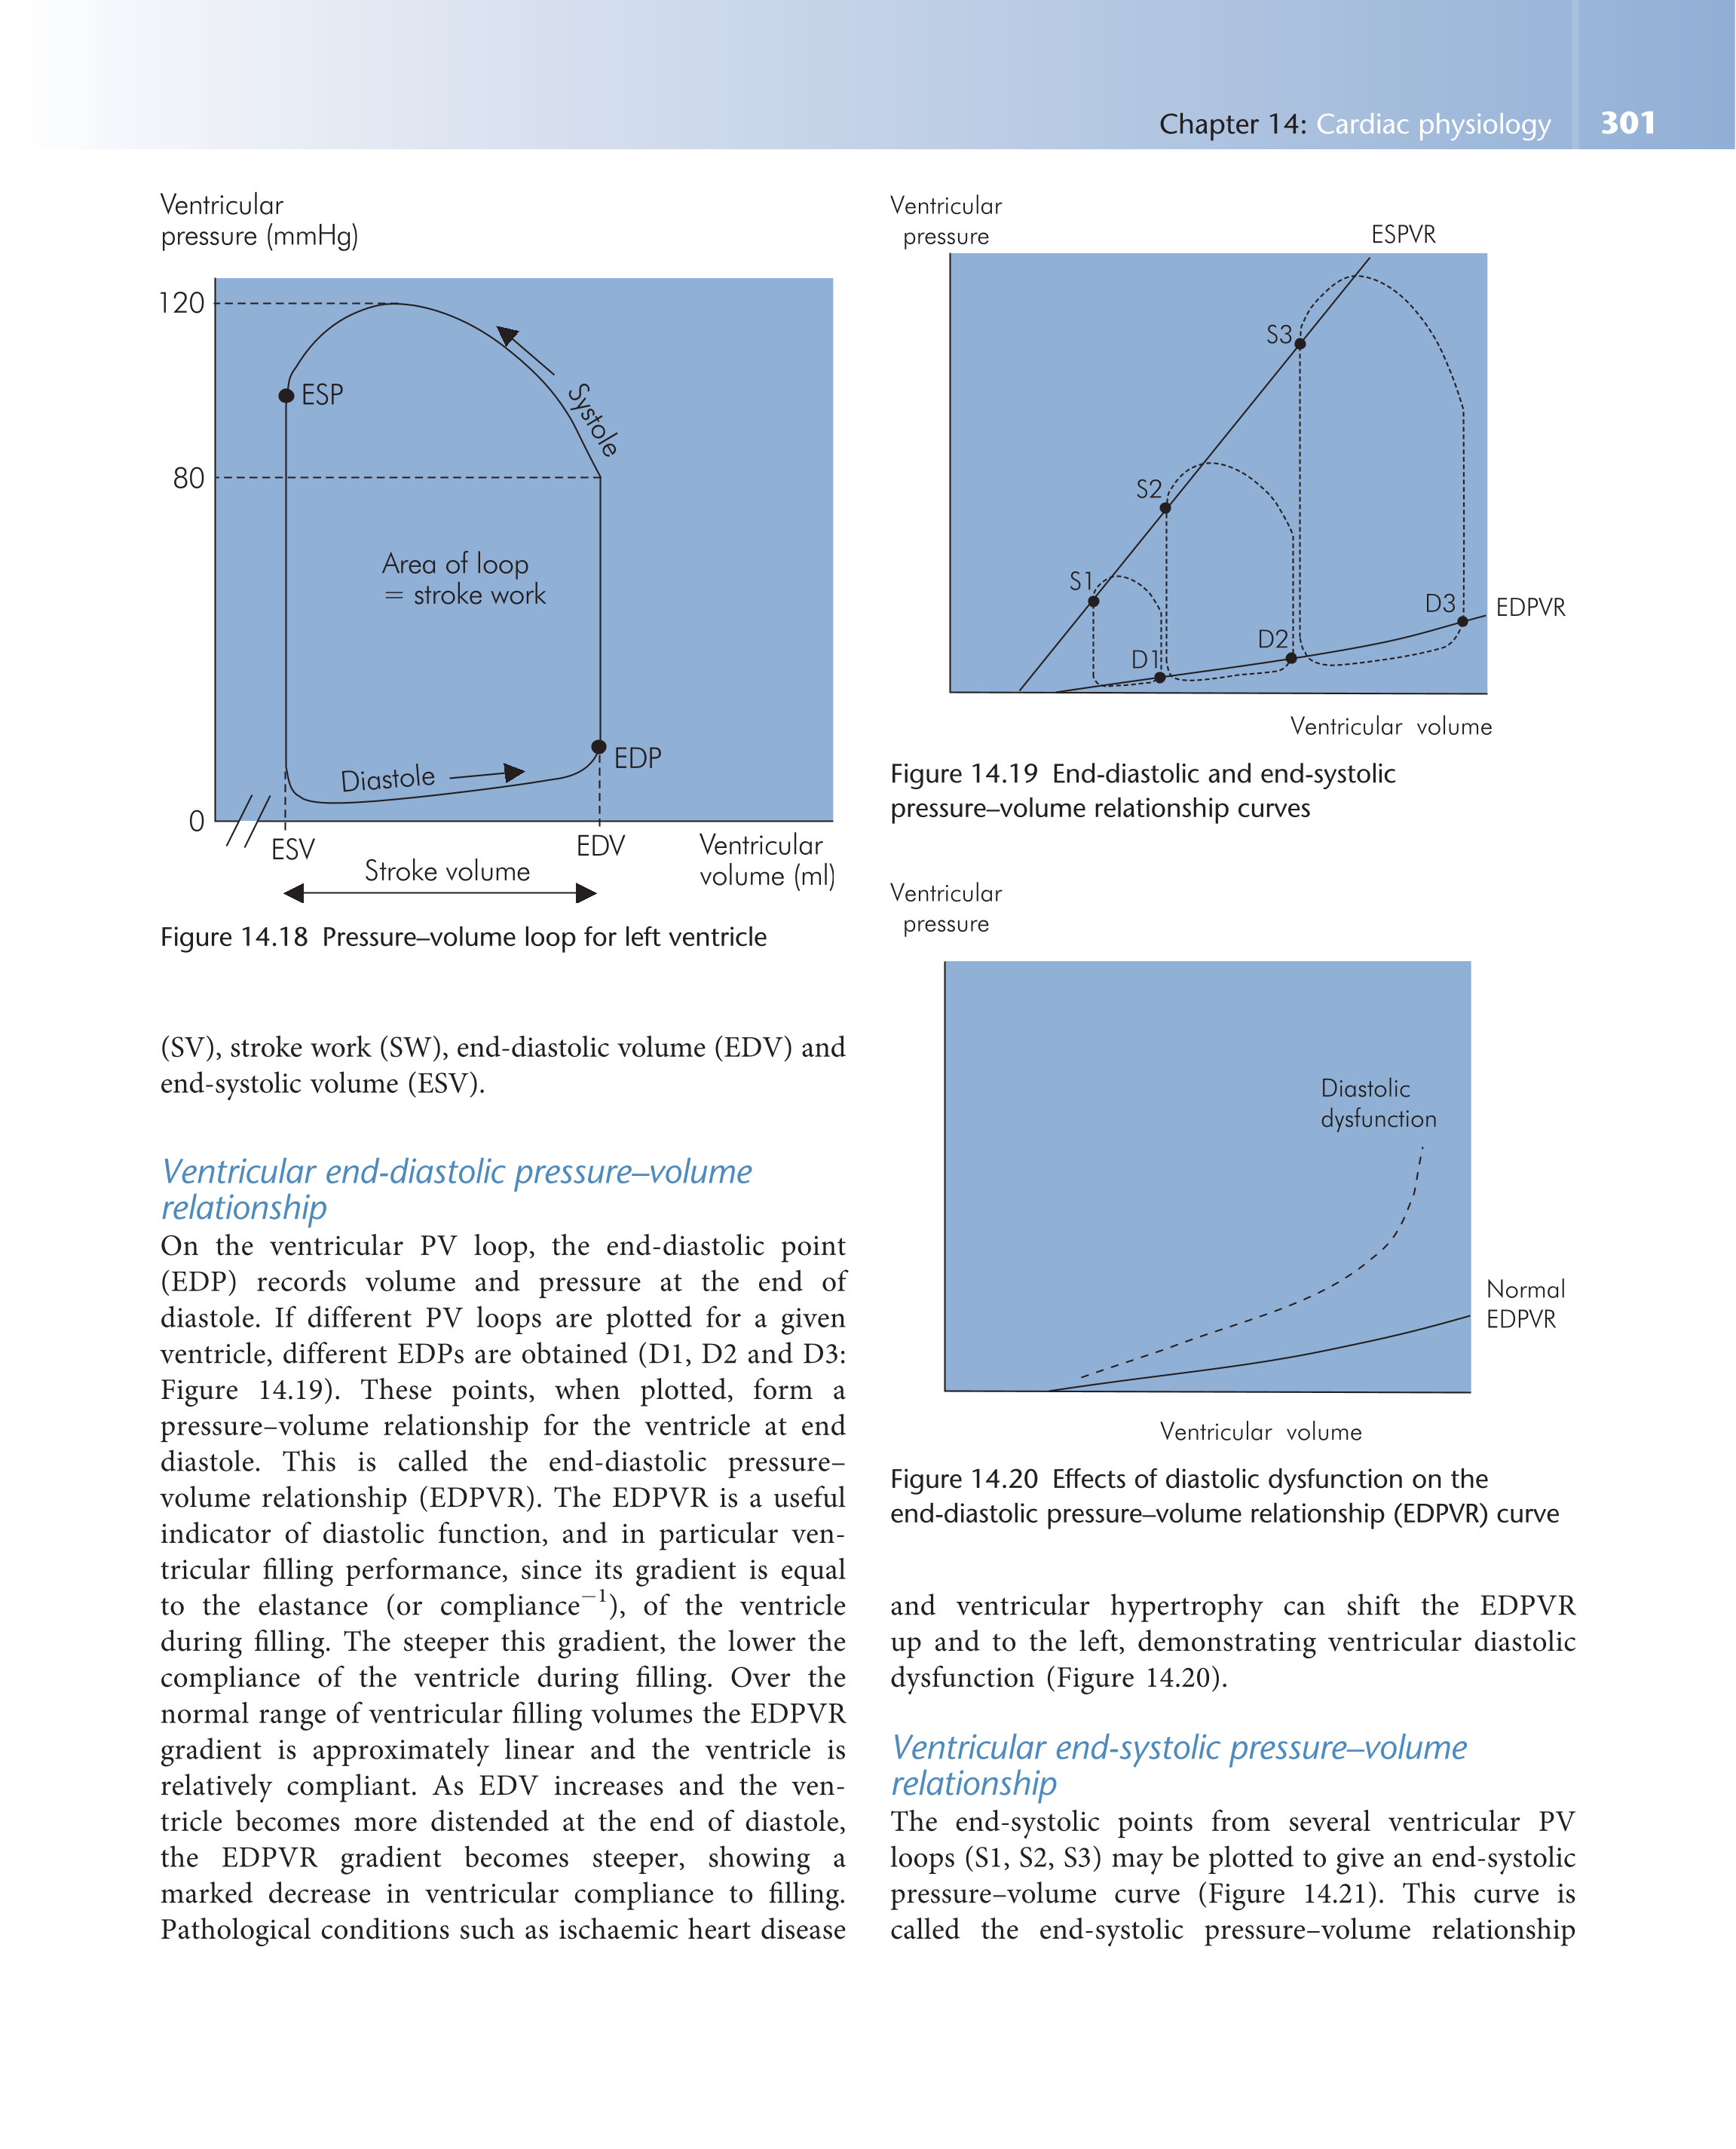 Chapter 14: Cardiac physiology 301
Ventricular
pressure (mmHg)
120
ESP
Systole
80
Area of loop
= stroke work
EDP
Diastole
0
ESV
EDV
Ventricular
volume (ml)
Stroke volume
Figure 14.18 Pressure–volume loop for left ventricle
(SV), stroke work (SW), end-diastolic volume (EDV) and
end-systolic volume (ESV).
Ventricular end-diastolic pressure–volume
relationship
On the ventricular PV loop, the end-diastolic point
(EDP) records volume and pressure at the end of
diastole. If different PV loops are plotted for a given
ventricle, different EDPs are obtained (D1, D2 and D3:
Figure 14.19). These points, when plotted, form a
pressure–volume relationship for the ventricle at end
diastole. This is called the end-diastolic pressure–
volume relationship (EDPVR). The EDPVR is a useful
indicator of diastolic function, and in particular ven-
tricular filling performance, since its gradient is equal
to the elastance (or compliance⁻¹), of the ventricle
during filling. The steeper this gradient, the lower the
compliance of the ventricle during filling. Over the
normal range of ventricular filling volumes the EDPVR
gradient is approximately linear and the ventricle is
relatively compliant. As EDV increases and the ven-
tricle becomes more distended at the end of diastole,
the EDPVR gradient becomes steeper, showing a
marked decrease in ventricular compliance to filling.
Pathological conditions such as ischaemic heart disease
Ventricular
pressure
ESPVR
S3
S2
S1
D3
EDPVR
D2
D1
Ventricular volume
Figure 14.19 End-diastolic and end-systolic
pressure–volume relationship curves
Ventricular
pressure
Diastolic
dysfunction
Normal
EDPVR
Ventricular volume
Figure 14.20 Effects of diastolic dysfunction on the
end-diastolic pressure–volume relationship (EDPVR) curve
and ventricular hypertrophy can shift the EDPVR
up and to the left, demonstrating ventricular diastolic
dysfunction (Figure 14.20).
Ventricular end-systolic pressure–volume
relationship
The end-systolic points from several ventricular PV
loops (S1, S2, S3) may be plotted to give an end-systolic
pressure–volume curve (Figure 14.21). This curve is
called the end-systolic pressure–volume relationship